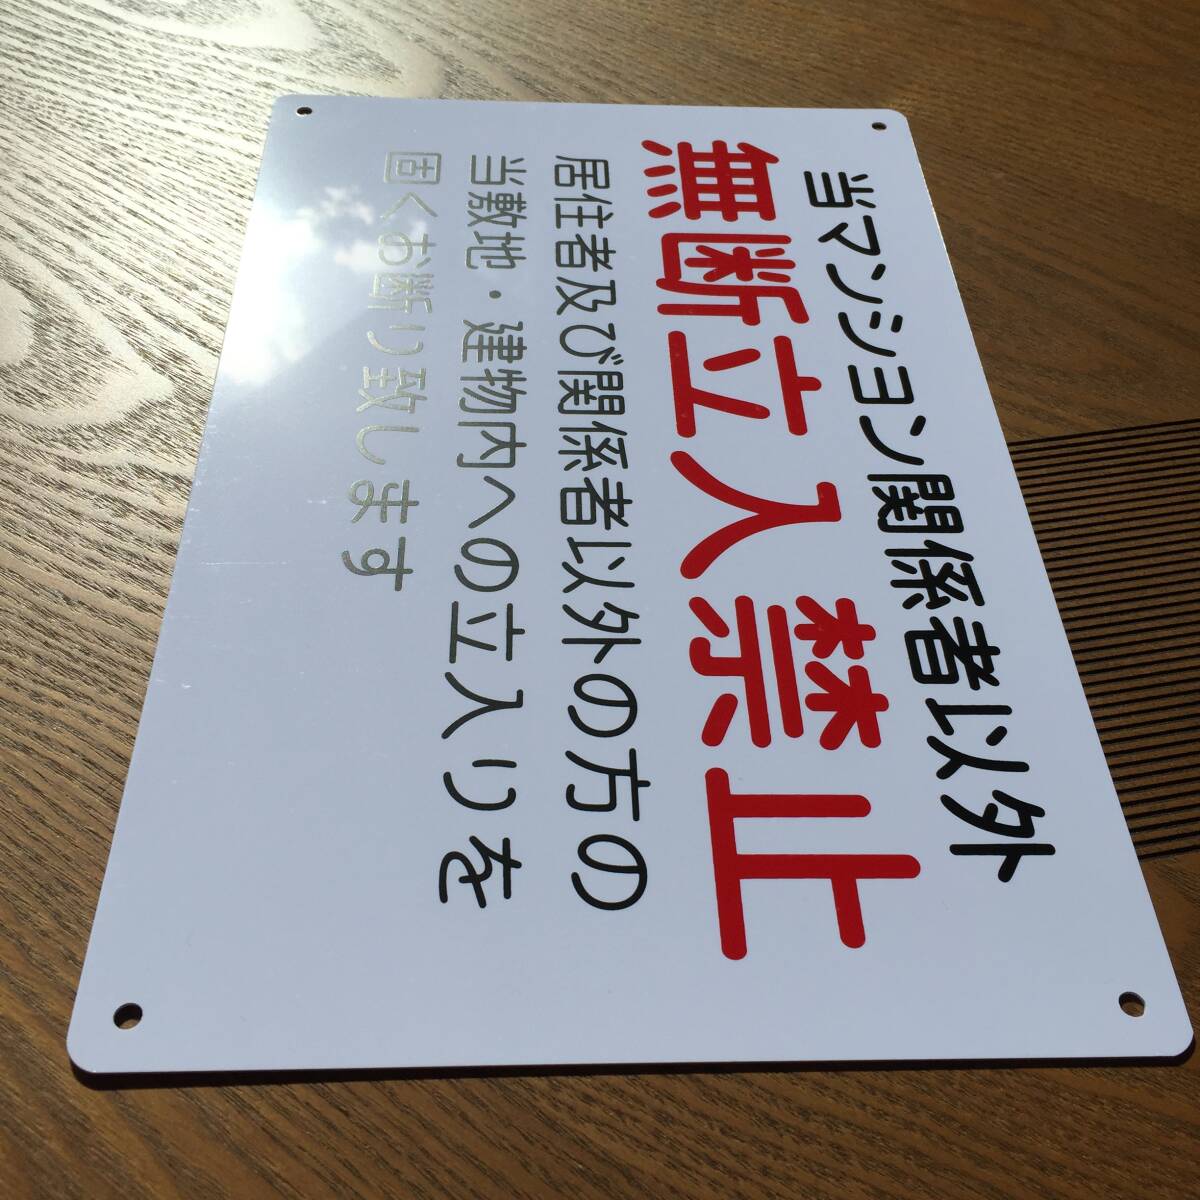 当マンション関係者以外
無断立入禁止
居住者及び関係者以外の方の
当敷地・建物内への立入りを
固くお断り致します